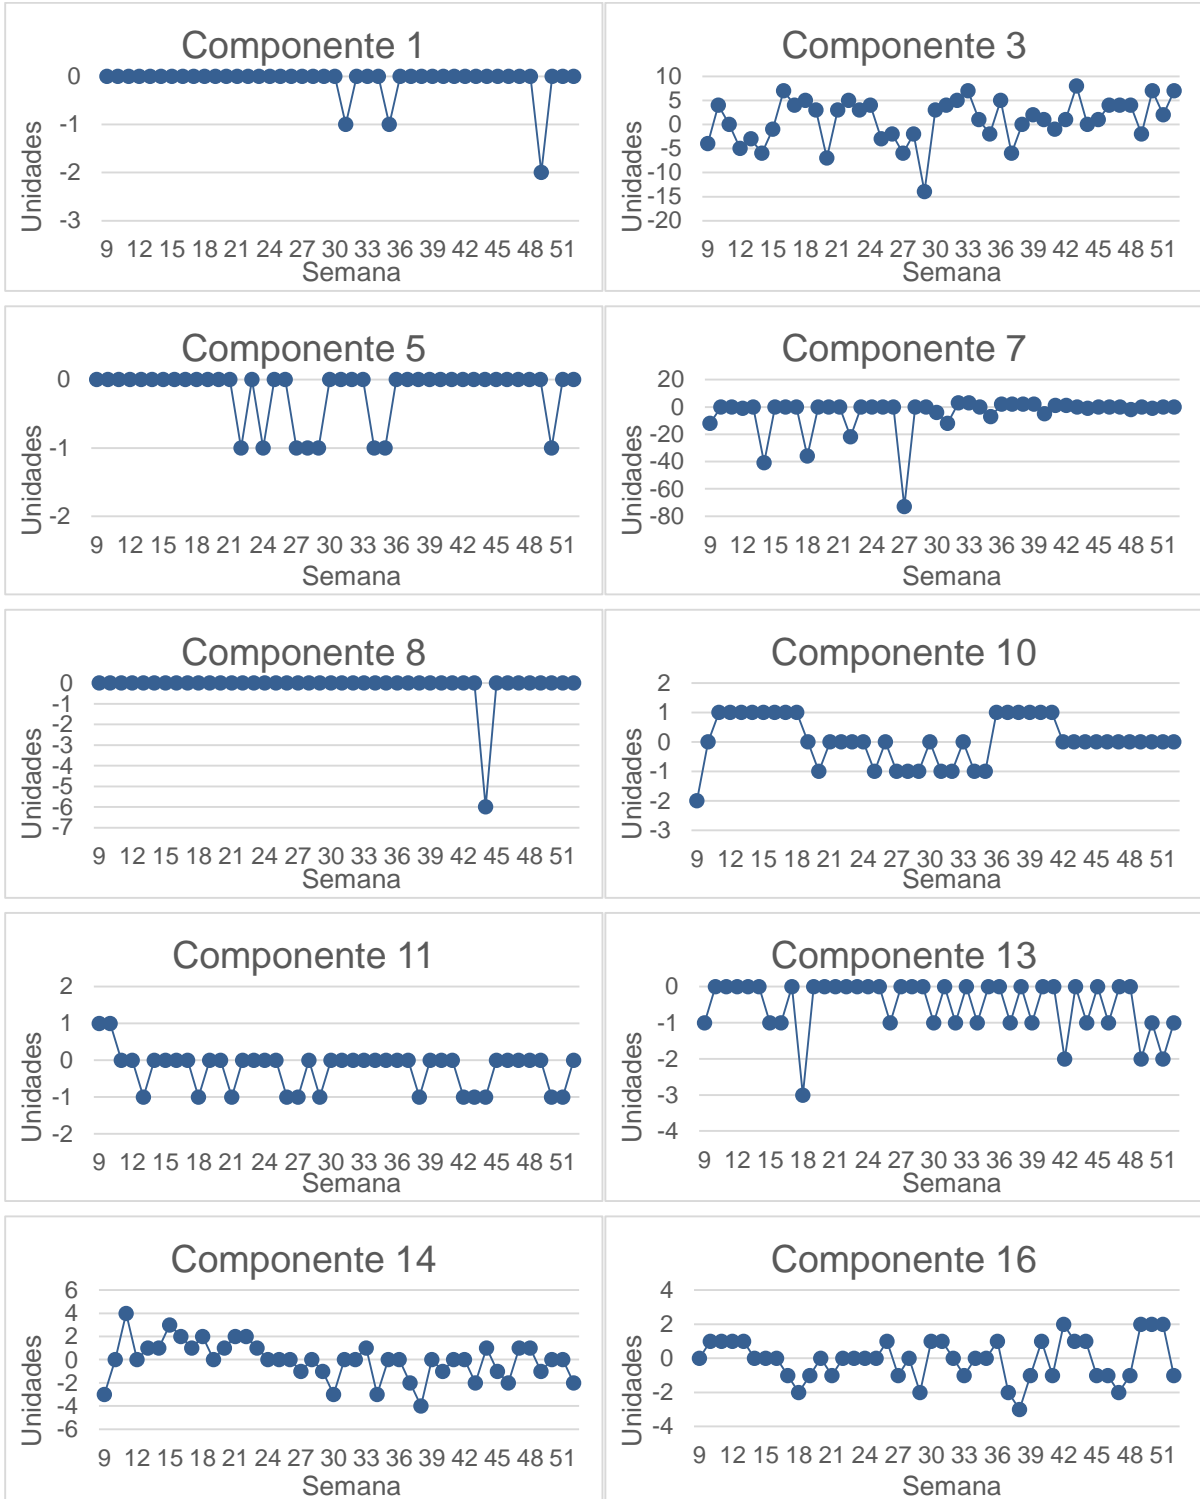 Componente 1
0
-1
-2
-3
Unidades
9 12 15 18 21 24 27 30 33 36 39 42 45 48 51
Semana
Componente 3
10
5
0
-5
-10
-15
-20
Unidades
9 12 15 18 21 24 27 30 33 36 39 42 45 48 51
Semana
Componente 5
0
-1
-2
Unidades
9 12 15 18 21 24 27 30 33 36 39 42 45 48 51
Semana
Componente 7
20
0
-20
-40
-60
-80
Unidades
9 12 15 18 21 24 27 30 33 36 39 42 45 48 51
Semana
Componente 8
0
-1
-2
-3
-4
-5
-6
-7
Unidades
9 12 15 18 21 24 27 30 33 36 39 42 45 48 51
Semana
Componente 10
2
1
0
-1
-2
-3
Unidades
9 12 15 18 21 24 27 30 33 36 39 42 45 48 51
Semana
Componente 11
2
1
0
-1
-2
Unidades
9 12 15 18 21 24 27 30 33 36 39 42 45 48 51
Semana
Componente 13
0
-1
-2
-3
-4
Unidades
9 12 15 18 21 24 27 30 33 36 39 42 45 48 51
Semana
Componente 14
6
4
2
0
-2
-4
-6
Unidades
9 12 15 18 21 24 27 30 33 36 39 42 45 48 51
Semana
Componente 16
4
2
0
-2
-4
Unidades
9 12 15 18 21 24 27 30 33 36 39 42 45 48 51
Semana